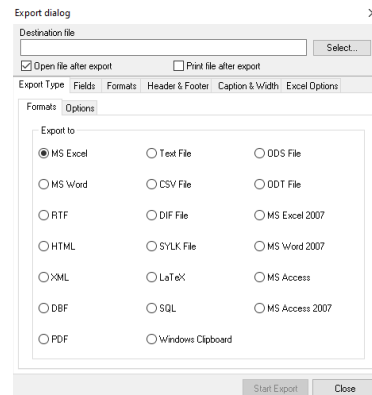 Export dialog
Destination file
Select...
Open file after export Print file after export
Export Type Fields Formats Header & Footer Caption & Width Excel Options
Formats Options
Export to
MS Excel Text File ODS File
MS Word CSV File ODT File
RTF DIF File MS Excel 2007
HTML SYLK File MS Word 2007
XML LaTeX MS Access
DBF SQL MS Access 2007
PDF Windows Clipboard
Start Export Close